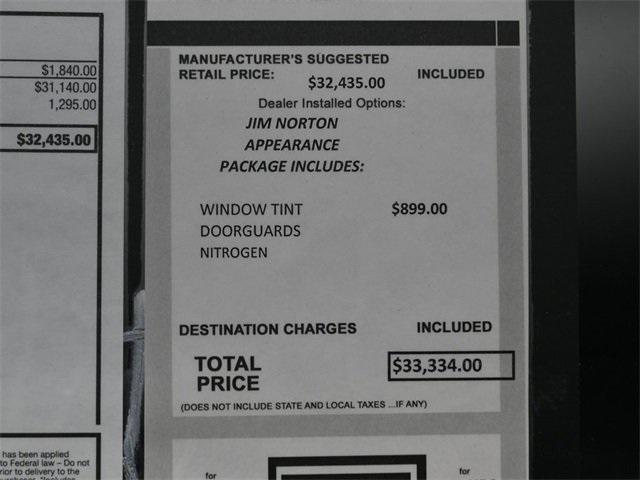 $1,840.00
$31,140.00
1,295.00
$32,435.00
has been applied
to Federal law – Do not
rior to delivery to the
MANUFACTURER'S SUGGESTED
RETAIL PRICE: $32,435.00 INCLUDED
Dealer Installed Options:
JIM NORTON
APPEARANCE
PACKAGE INCLUDES:
WINDOW TINT $899.00
DOORGUARDS
NITROGEN
DESTINATION CHARGES INCLUDED
TOTAL
PRICE $33,334.00
(DOES NOT INCLUDE STATE AND LOCAL TAXES ...IF ANY)
for for